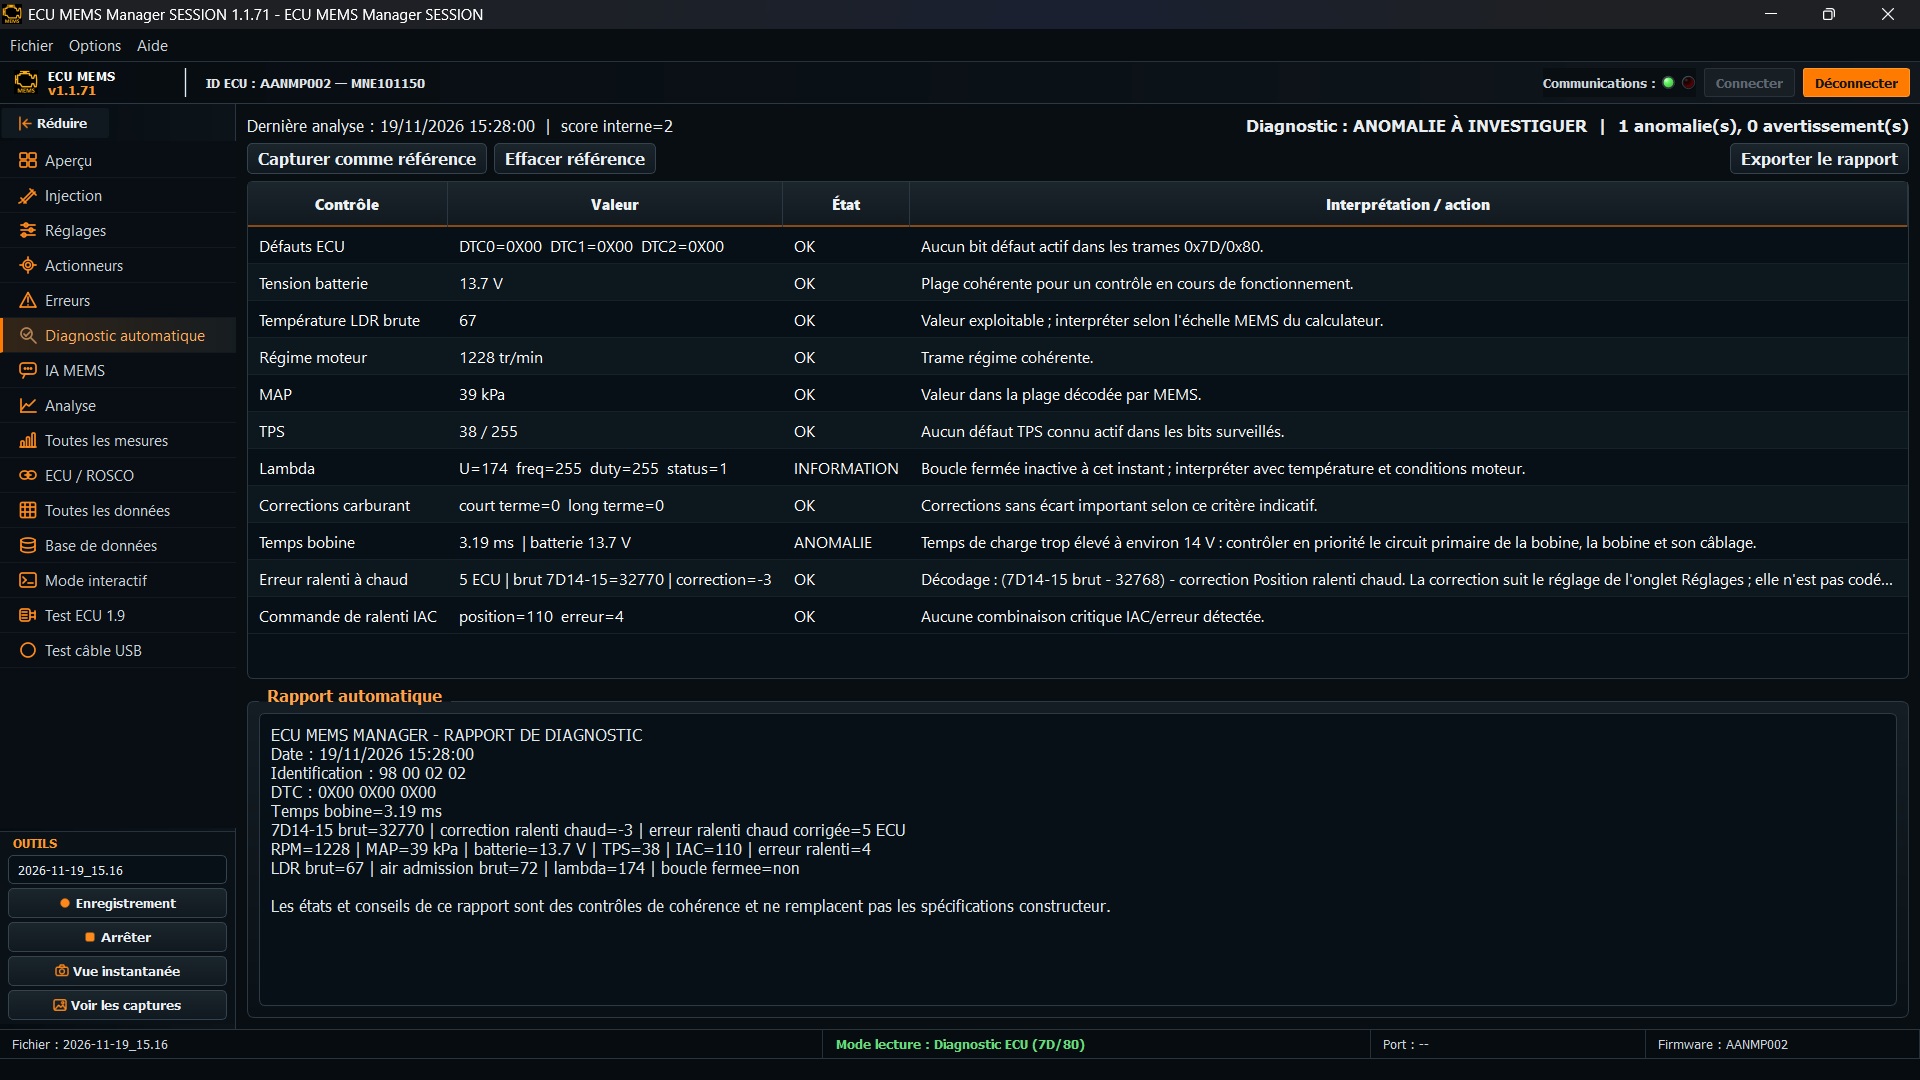 ECU MEMS Manager SESSION 1.1.71 - ECU MEMS Manager SESSION
Fichier Options Aide
ECU MEMS
v1.1.71
ID ECU : AANMP002 — MNE101150
Communications :
Connecter
Déconnecter
Réduire
Aperçu
Injection
Réglages
Actionneurs
Erreurs
Diagnostic automatique
IA MEMS
Analyse
Toutes les mesures
ECU / ROSCO
Toutes les données
Base de données
Mode interactif
Test ECU 1.9
Test câble USB
OUTILS
2026-11-19_15.16
Enregistrement
Arrêter
Vue instantanée
Voir les captures
Dernière analyse : 19/11/2026 15:28:00 | score interne=2
Diagnostic : ANOMALIE À INVESTIGUER | 1 anomalie(s), 0 avertissement(s)
Capturer comme référence
Effacer référence
Exporter le rapport
Contrôle Valeur État Interprétation / action
Défauts ECU DTC0=0X00 DTC1=0X00 DTC2=0X00 OK Aucun bit défaut actif dans les trames 0x7D/0x80.
Tension batterie 13.7 V OK Plage cohérente pour un contrôle en cours de fonctionnement.
Température LDR brute 67 OK Valeur exploitable ; interpréter selon l'échelle MEMS du calculateur.
Régime moteur 1228 tr/min OK Trame régime cohérente.
MAP 39 kPa OK Valeur dans la plage décodée par MEMS.
TPS 38 / 255 OK Aucun défaut TPS connu actif dans les bits surveillés.
Lambda U=174 freq=255 duty=255 status=1 INFORMATION Boucle fermée inactive à cet instant ; interpréter avec température et conditions moteur.
Corrections carburant court terme=0 long terme=0 OK Corrections sans écart important selon ce critère indicatif.
Temps bobine 3.19 ms | batterie 13.7 V ANOMALIE Temps de charge trop élevé à environ 14 V : contrôler en priorité le circuit primaire de la bobine, la bobine et son câblage.
Erreur ralenti à chaud 5 ECU | brut 7D14-15=32770 | correction=-3 OK Décodage : (7D14-15 brut - 32768) - correction Position ralenti chaud. La correction suit le réglage de l'onglet Réglages ; elle n'est pas codé...
Commande de ralenti IAC position=110 erreur=4 OK Aucune combinaison critique IAC/erreur détectée.
Rapport automatique
ECU MEMS MANAGER - RAPPORT DE DIAGNOSTIC
Date : 19/11/2026 15:28:00
Identification : 98 00 02 02
DTC : 0X00 0X00 0X00
Temps bobine=3.19 ms
7D14-15 brut=32770 | correction ralenti chaud=-3 | erreur ralenti chaud corrigée=5 ECU
RPM=1228 | MAP=39 kPa | batterie=13.7 V | TPS=38 | IAC=110 | erreur ralenti=4
LDR brut=67 | air admission brut=72 | lambda=174 | boucle fermee=non
Les états et conseils de ce rapport sont des contrôles de cohérence et ne remplacent pas les spécifications constructeur.
Fichier : 2026-11-19_15.16
Mode lecture : Diagnostic ECU (7D/80)
Port : --
Firmware : AANMP002